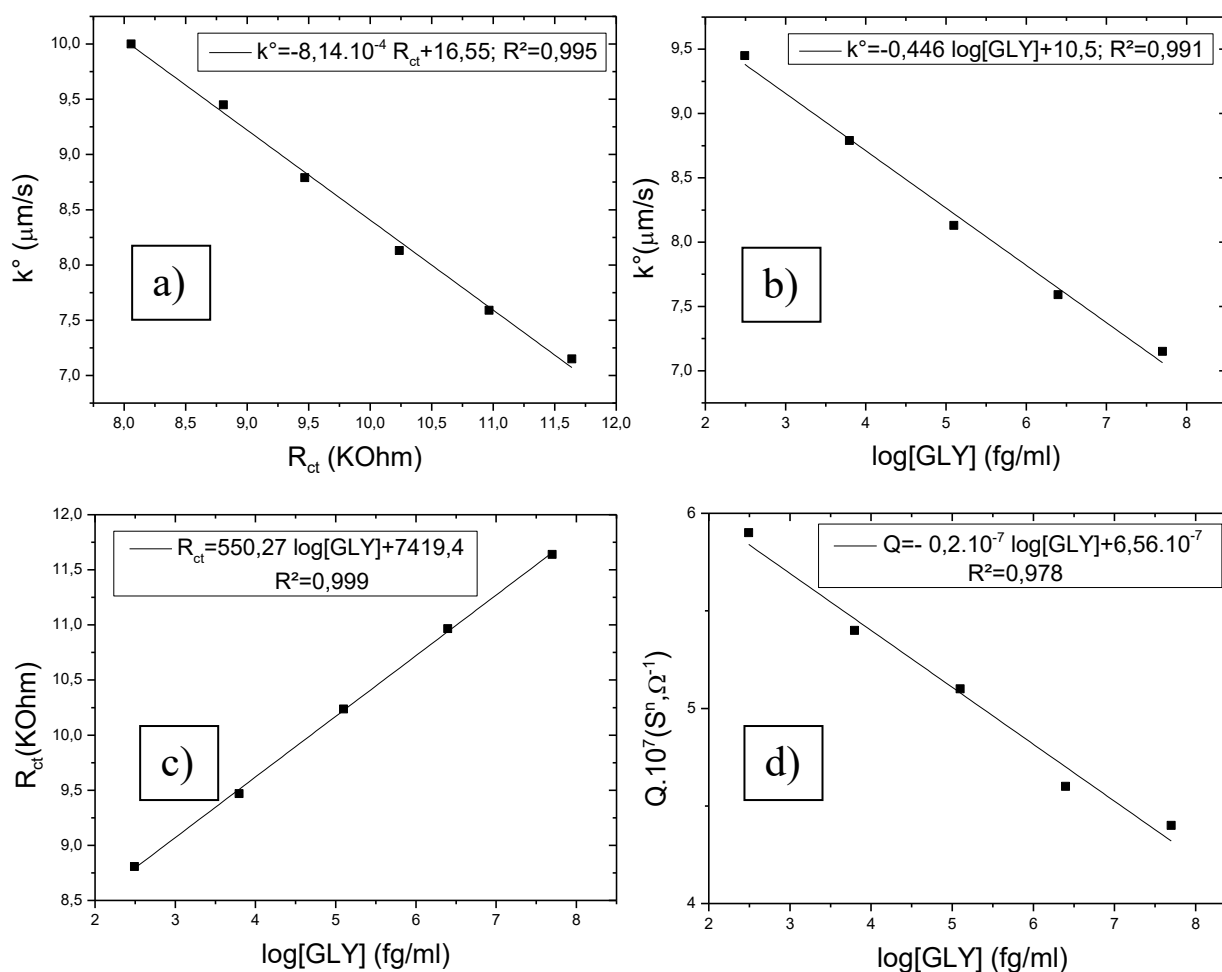 k°=-8,14.10⁻⁴ R_ct+16,55; R²=0,995
10,0
9,5
9,0
8,5
8,0
7,5
7,0
k° (μm/s)
a)
8,0 8,5 9,0 9,5 10,0 10,5 11,0 11,5 12,0
R_ct (KOhm)
k°=-0,446 log[GLY]+10,5; R²=0,991
9,5
9,0
8,5
8,0
7,5
7,0
k°(μm/s)
b)
2 3 4 5 6 7 8
log[GLY] (fg/ml)
R_ct=550,27 log[GLY]+7419,4
R²=0,999
12,0
11,5
11,0
10,5
10,0
9,5
9,0
8,5
R_ct(KOhm)
c)
2 3 4 5 6 7 8
log[GLY] (fg/ml)
Q=- 0,2.10⁻⁷ log[GLY]+6,56.10⁻⁷
R²=0,978
6
5
4
Q.10⁷(Sⁿ,Ω⁻¹)
d)
2 3 4 5 6 7 8
log[GLY] (fg/ml)